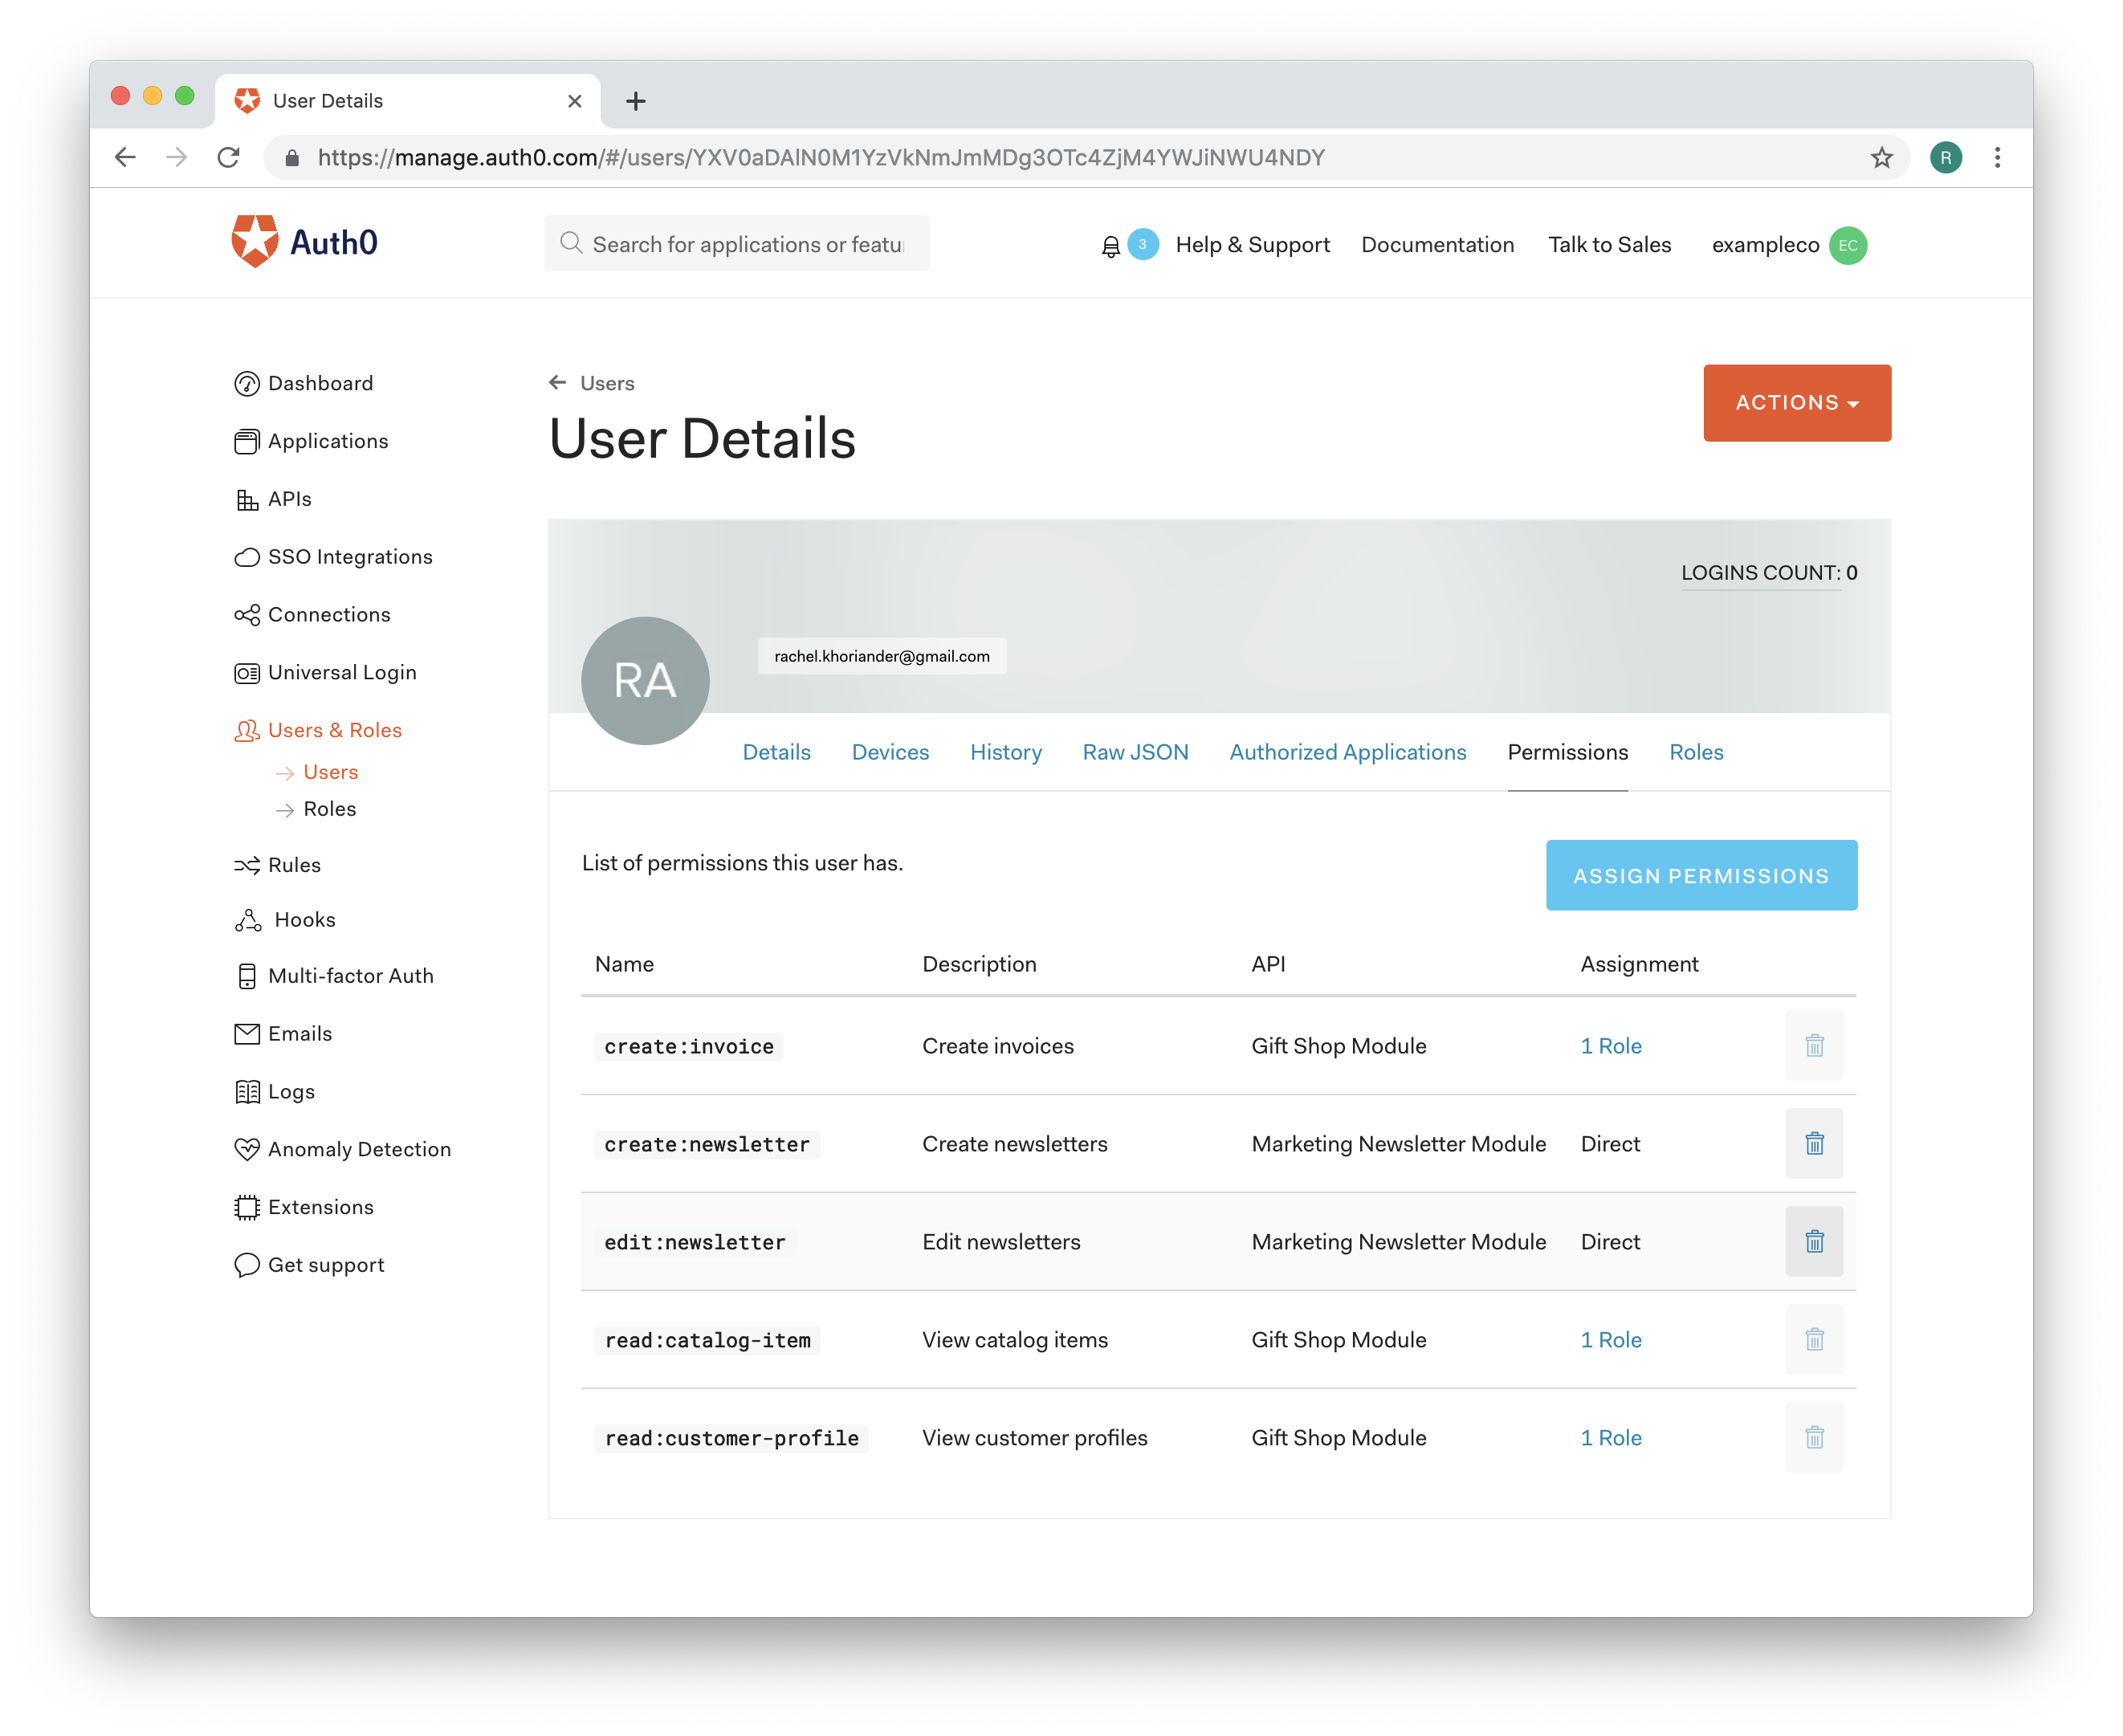 User Details
https://manage.auth0.com/#/users/YXV0aDAlN0M1YzVkNmJmMDg3OTc4ZjM4YWJiNWU4NDY
R
Auth0
Search for applications or featu
3
Help & Support
Documentation
Talk to Sales
exampleco
EC
Dashboard
Applications
APIs
SSO Integrations
Connections
Universal Login
Users & Roles
Users
Roles
Rules
Hooks
Multi-factor Auth
Emails
Logs
Anomaly Detection
Extensions
Get support
Users
User Details
ACTIONS
LOGINS COUNT: 0
RA
rachel.khoriander@gmail.com
Details Devices History Raw JSON Authorized Applications Permissions Roles
List of permissions this user has.
ASSIGN PERMISSIONS
Name Description API Assignment
create:invoice Create invoices Gift Shop Module 1 Role
create:newsletter Create newsletters Marketing Newsletter Module Direct
edit:newsletter Edit newsletters Marketing Newsletter Module Direct
read:catalog-item View catalog items Gift Shop Module 1 Role
read:customer-profile View customer profiles Gift Shop Module 1 Role